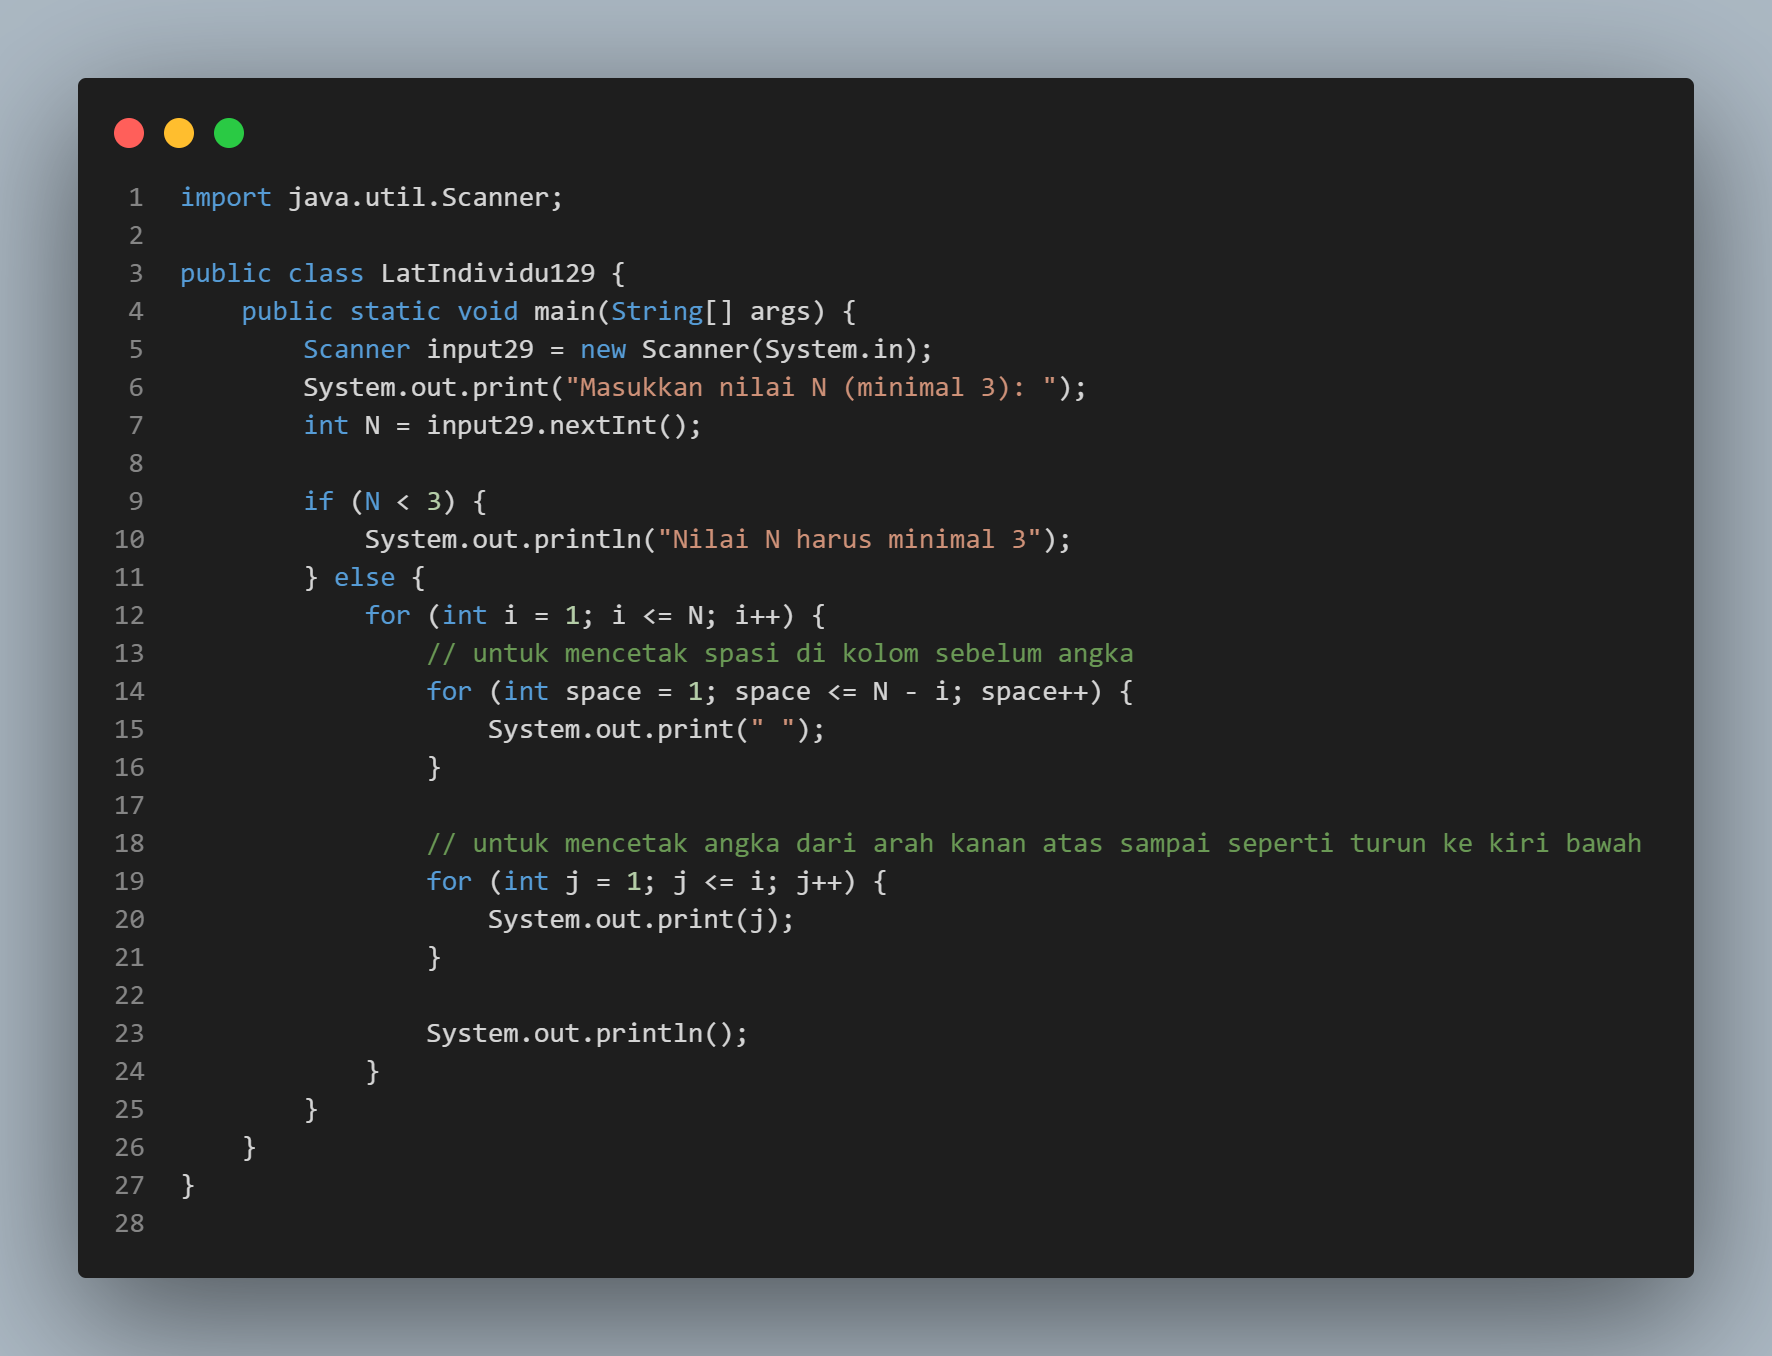 1 import java.util.Scanner;
2
3 public class LatIndividu129 {
4     public static void main(String[] args) {
5         Scanner input29 = new Scanner(System.in);
6         System.out.print("Masukkan nilai N (minimal 3): ");
7         int N = input29.nextInt();
8
9         if (N < 3) {
10             System.out.println("Nilai N harus minimal 3");
11         } else {
12             for (int i = 1; i <= N; i++) {
13                 // untuk mencetak spasi di kolom sebelum angka
14                 for (int space = 1; space <= N - i; space++) {
15                     System.out.print(" ");
16                 }
17
18                 // untuk mencetak angka dari arah kanan atas sampai seperti turun ke kiri bawah
19                 for (int j = 1; j <= i; j++) {
20                     System.out.print(j);
21                 }
22
23                 System.out.println();
24             }
25         }
26     }
27 }
28